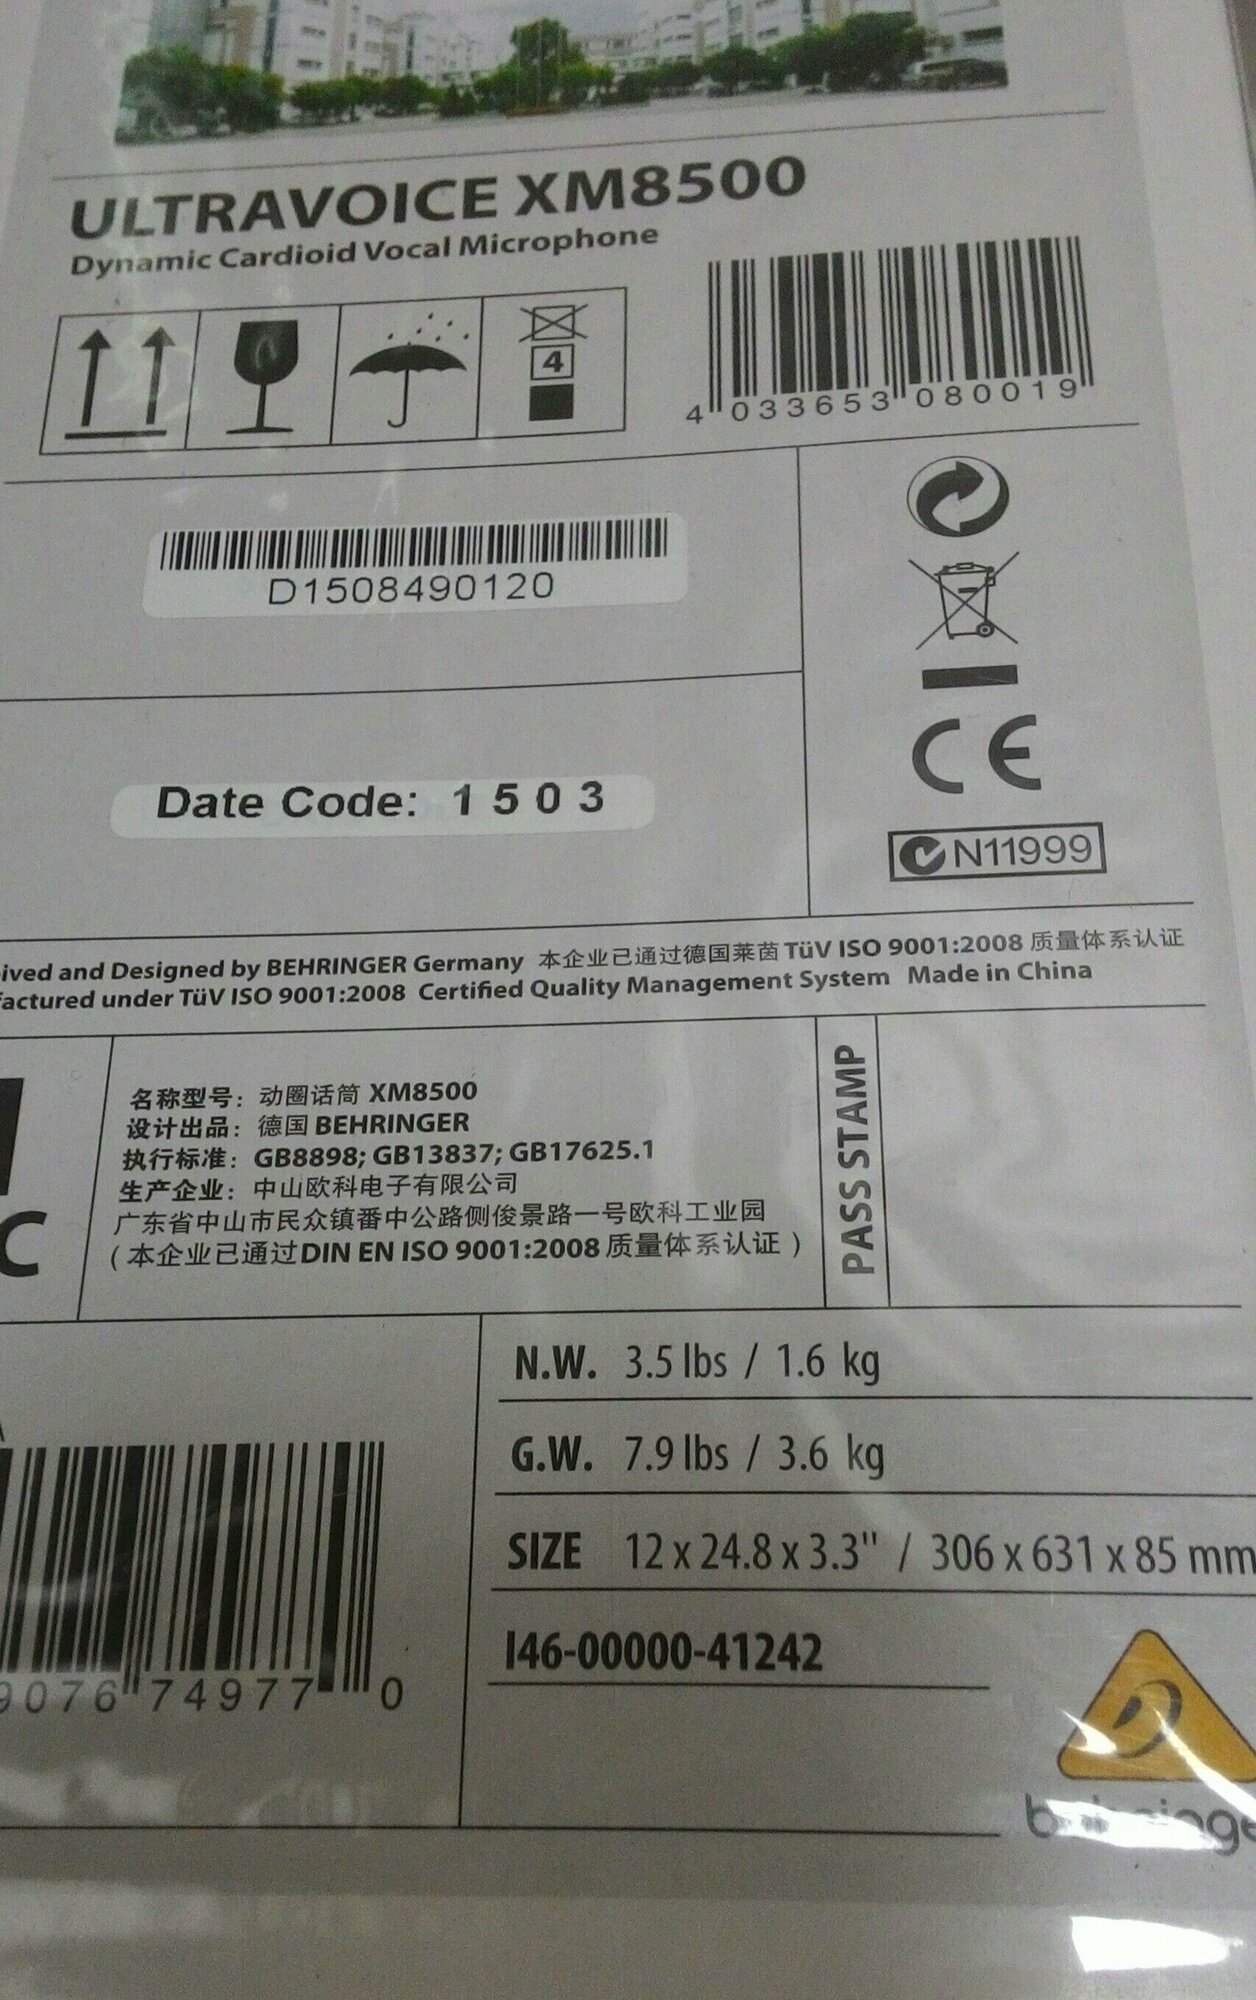 ULTRAVOICE XM8500
Dynamic Cardioid Vocal Microphone
4
4 033653 080019
D1508490120
Date Code: 1503
CE
N11999
ived and Designed by BEHRINGER Germany 本企业已通过德国莱茵 TüV ISO 9001:2008 质量体系认证
factured under TüV ISO 9001:2008 Certified Quality Management System Made in China
C
名称型号: 动圈话筒 XM8500
设计出品: 德国 BEHRINGER
执行标准: GB8898; GB13837; GB17625.1
生产企业: 中山欧科电子有限公司
广东省中山市民众镇番中公路侧俊景路一号欧科工业园
(本企业已通过DIN EN ISO 9001:2008 质量体系认证)
PASS STAMP
N.W. 3.5 lbs / 1.6 kg
G.W. 7.9 lbs / 3.6 kg
SIZE 12 x 24.8 x 3.3" / 306 x 631 x 85 mm
I46-00000-41242
9076 74977 0